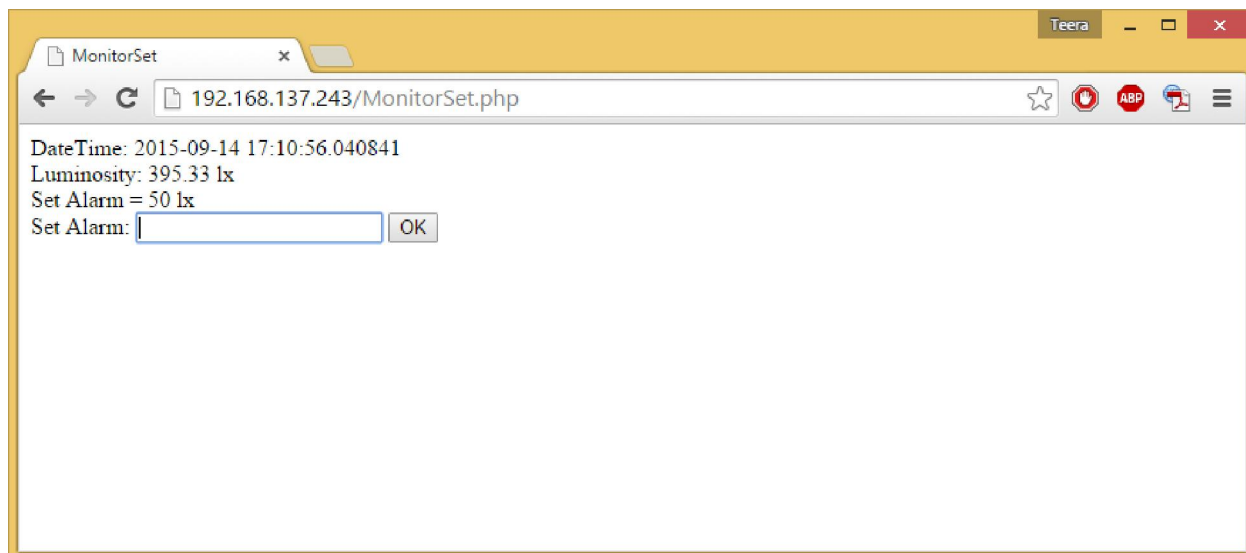 Teera
MonitorSet
192.168.137.243/MonitorSet.php
ABP
DateTime: 2015-09-14 17:10:56.040841
Luminosity: 395.33 lx
Set Alarm = 50 lx
Set Alarm:
OK